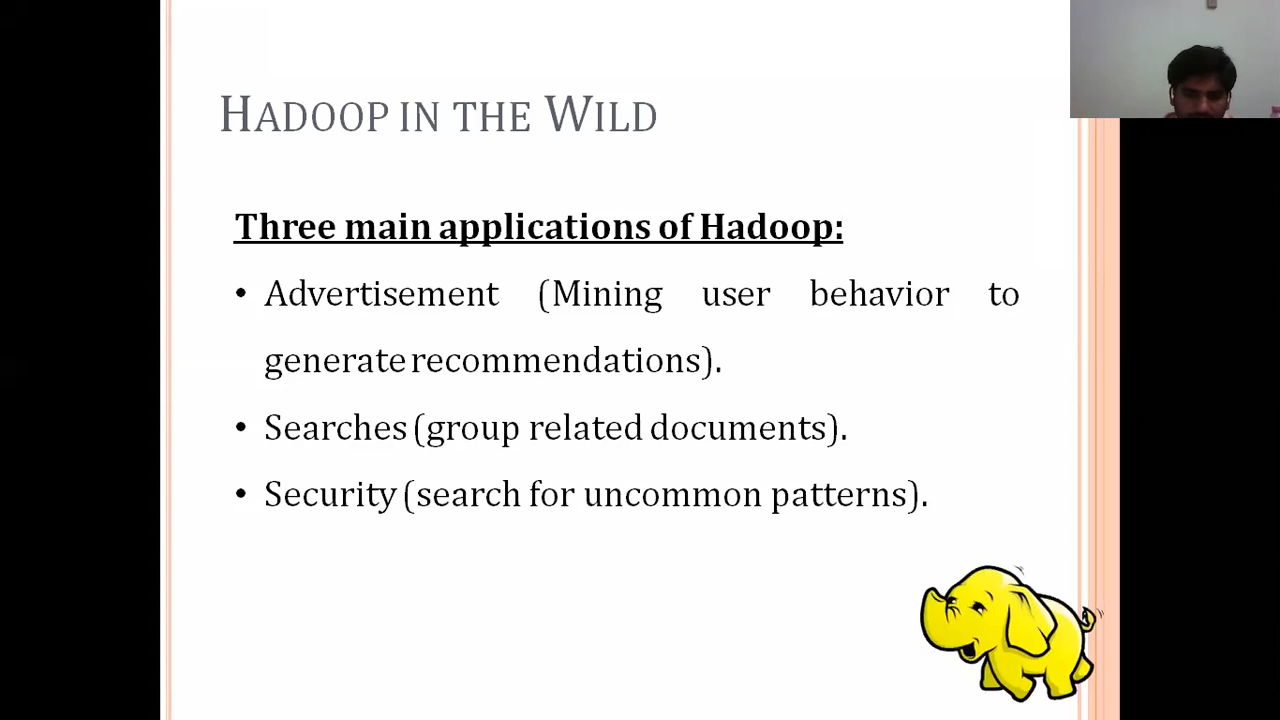 HADOOP IN THE WILD
Three main applications of Hadoop:
• Advertisement (Mining user behavior to
generate recommendations).
• Searches (group related documents).
• Security (search for uncommon patterns).